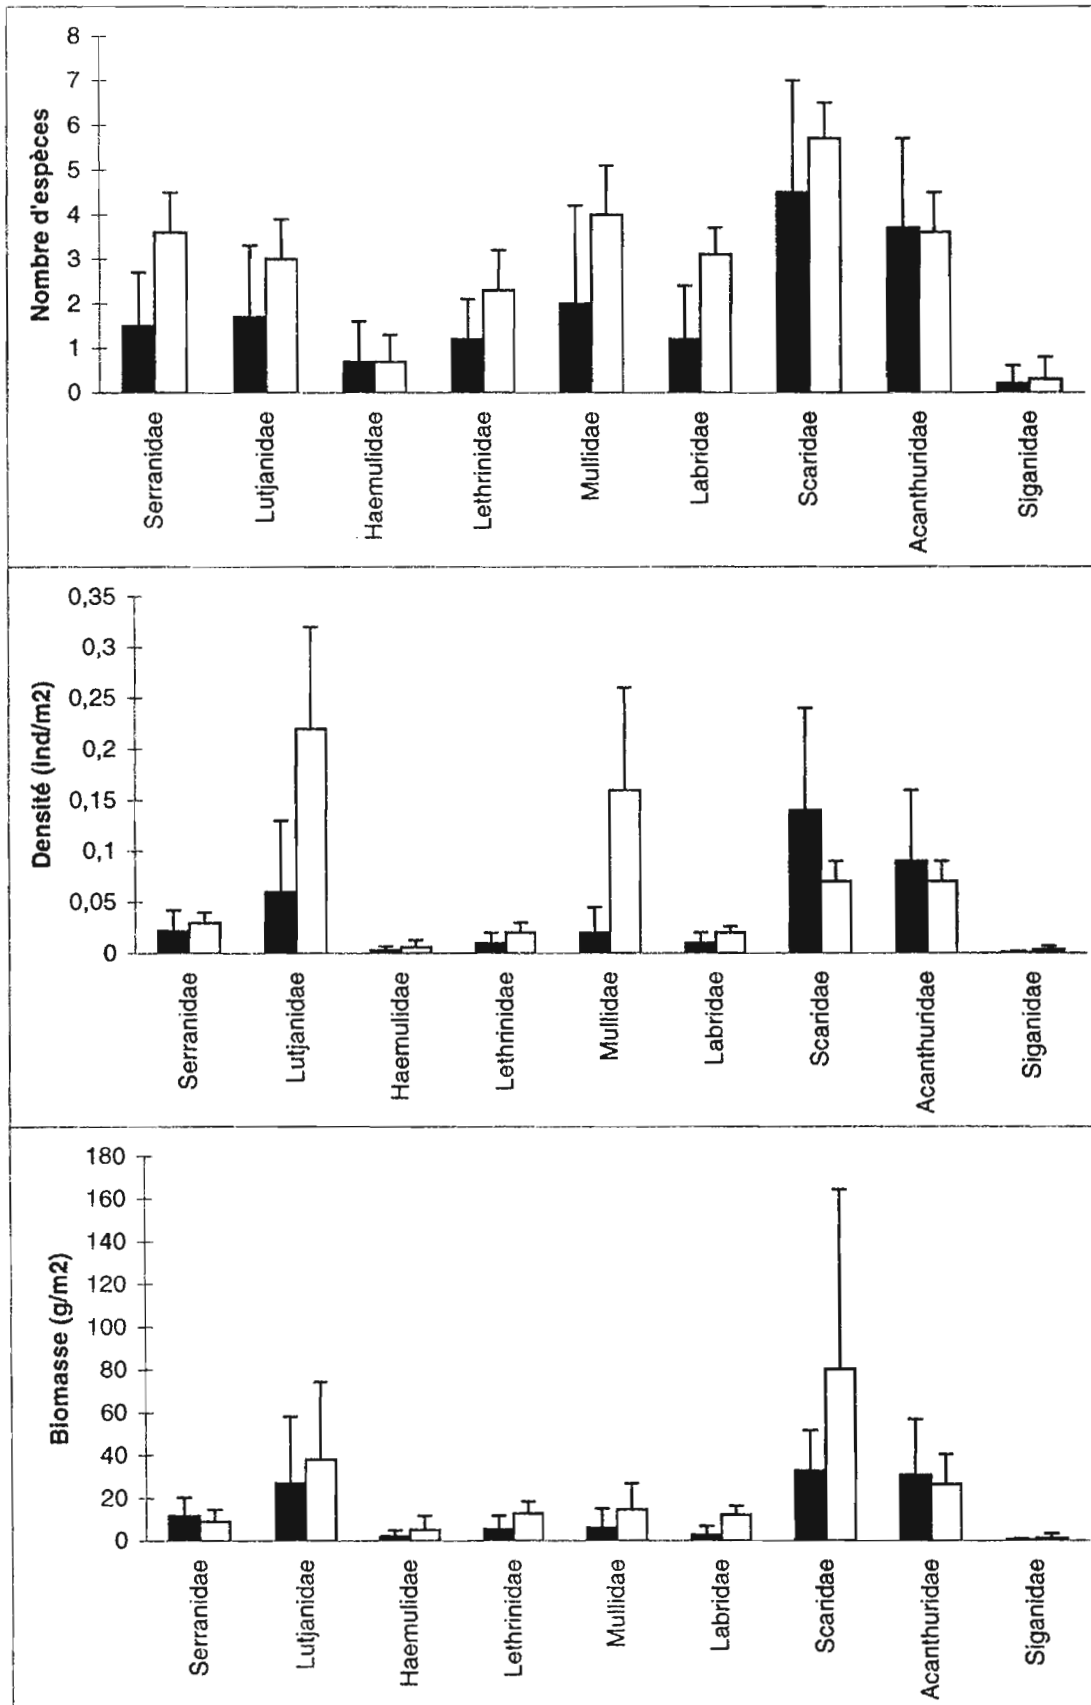 Nombre d'espèces
8
7
6
5
4
3
2
1
0
Serranidae
Lutjanidae
Haemulidae
Lethrinidae
Mullidae
Labridae
Scaridae
Acanthuridae
Siganidae
Densité (ind/m2)
0,35
0,3
0,25
0,2
0,15
0,1
0,05
0
Serranidae
Lutjanidae
Haemulidae
Lethrinidae
Mullidae
Labridae
Scaridae
Acanthuridae
Siganidae
Biomasse (g/m2)
180
160
140
120
100
80
60
40
20
0
Serranidae
Lutjanidae
Haemulidae
Lethrinidae
Mullidae
Labridae
Scaridae
Acanthuridae
Siganidae